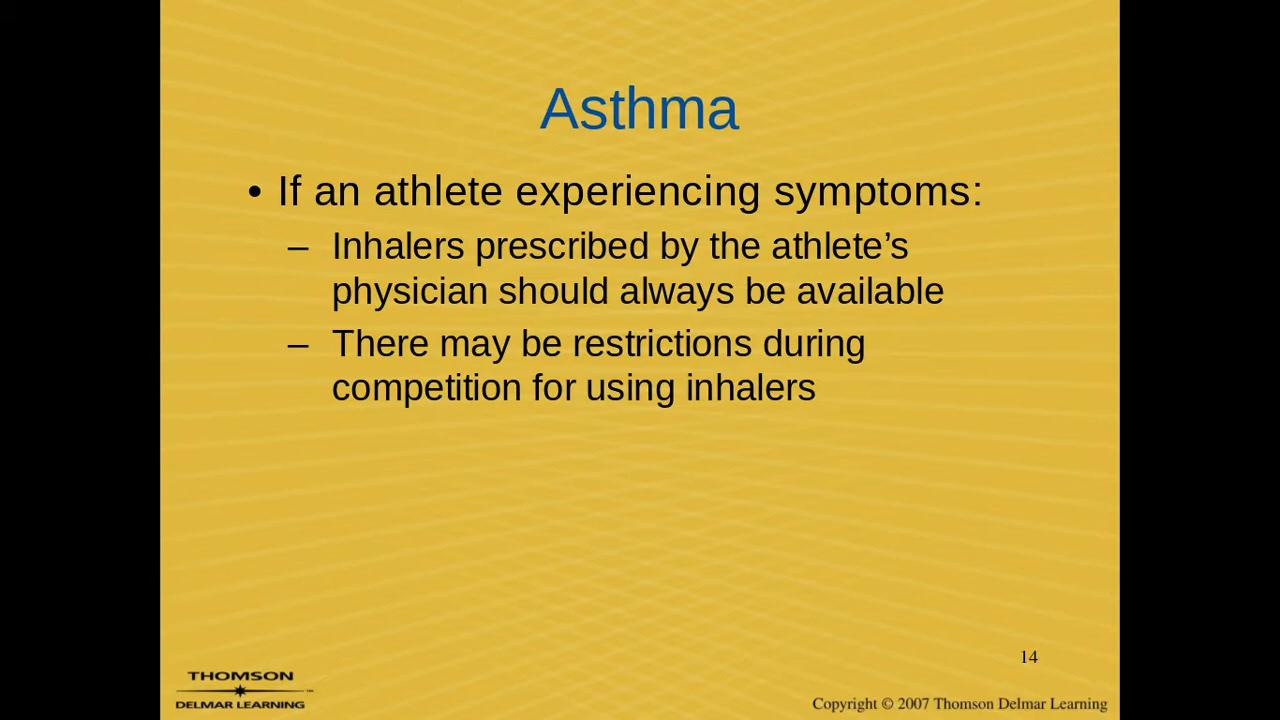 Asthma
• If an athlete experiencing symptoms:
– Inhalers prescribed by the athlete’s
physician should always be available
– There may be restrictions during
competition for using inhalers
14
THOMSON
DELMAR LEARNING
Copyright © 2007 Thomson Delmar Learning